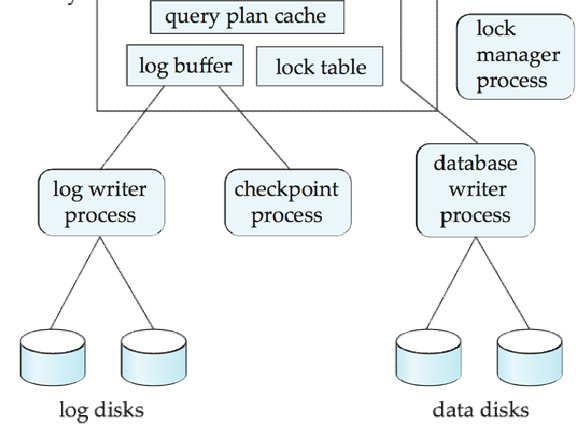 query plan cache
log buffer
lock table
lock
manager
process
log writer
process
checkpoint
process
database
writer
process
log disks
data disks